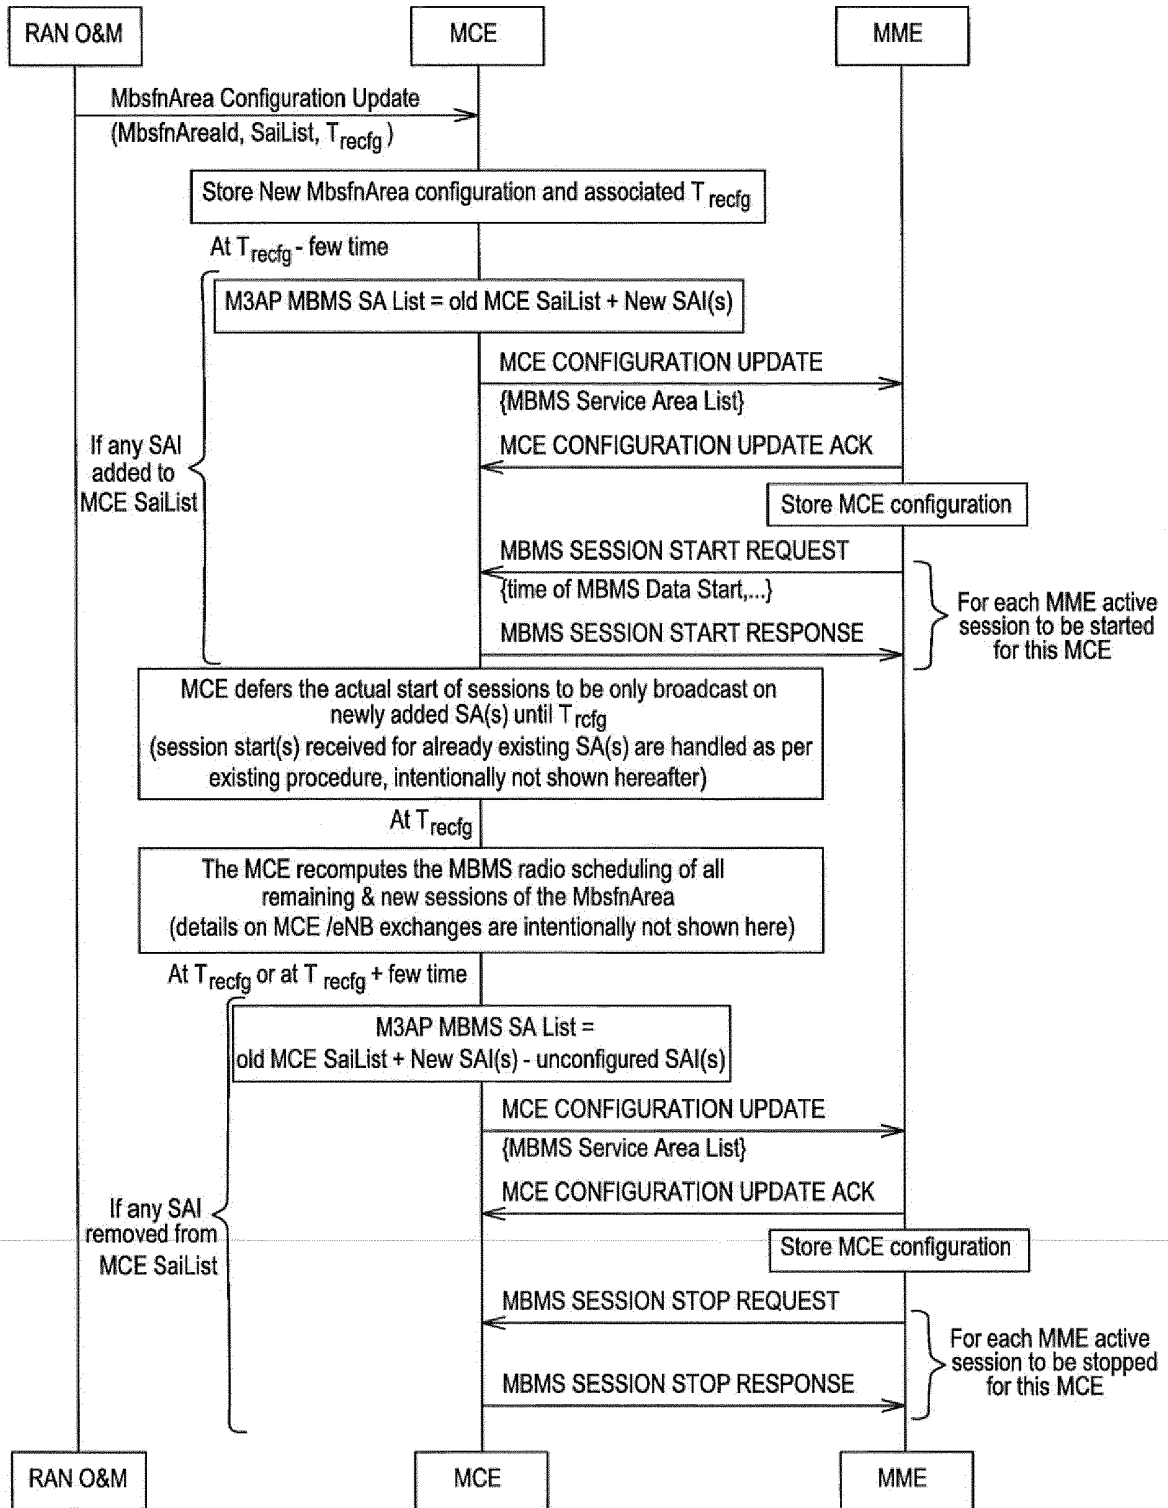 RAN O&M
MCE
MME
MbsfnArea Configuration Update
(MbsfnAreaId, SaiList, Trecfg)
Store New MbsfnArea configuration and associated Trecfg
At Trecfg - few time
M3AP MBMS SA List = old MCE SaiList + New SAI(s)
MCE CONFIGURATION UPDATE
{MBMS Service Area List}
If any SAI
added to
MCE SaiList
MCE CONFIGURATION UPDATE ACK
Store MCE configuration
MBMS SESSION START REQUEST
{time of MBMS Data Start,...}
MBMS SESSION START RESPONSE
For each MME active
session to be started
for this MCE
MCE defers the actual start of sessions to be only broadcast on
newly added SA(s) until Trcfg
(session start(s) received for already existing SA(s) are handled as per
existing procedure, intentionally not shown hereafter)
At Trecfg
The MCE recomputes the MBMS radio scheduling of all
remaining & new sessions of the MbsfnArea
(details on MCE /eNB exchanges are intentionally not shown here)
At Trecfg or at Trecfg + few time
M3AP MBMS SA List =
old MCE SaiList + New SAI(s) - unconfigured SAI(s)
MCE CONFIGURATION UPDATE
{MBMS Service Area List}
MCE CONFIGURATION UPDATE ACK
If any SAI
removed from
MCE SaiList
Store MCE configuration
MBMS SESSION STOP REQUEST
MBMS SESSION STOP RESPONSE
For each MME active
session to be stopped
for this MCE
RAN O&M
MCE
MME